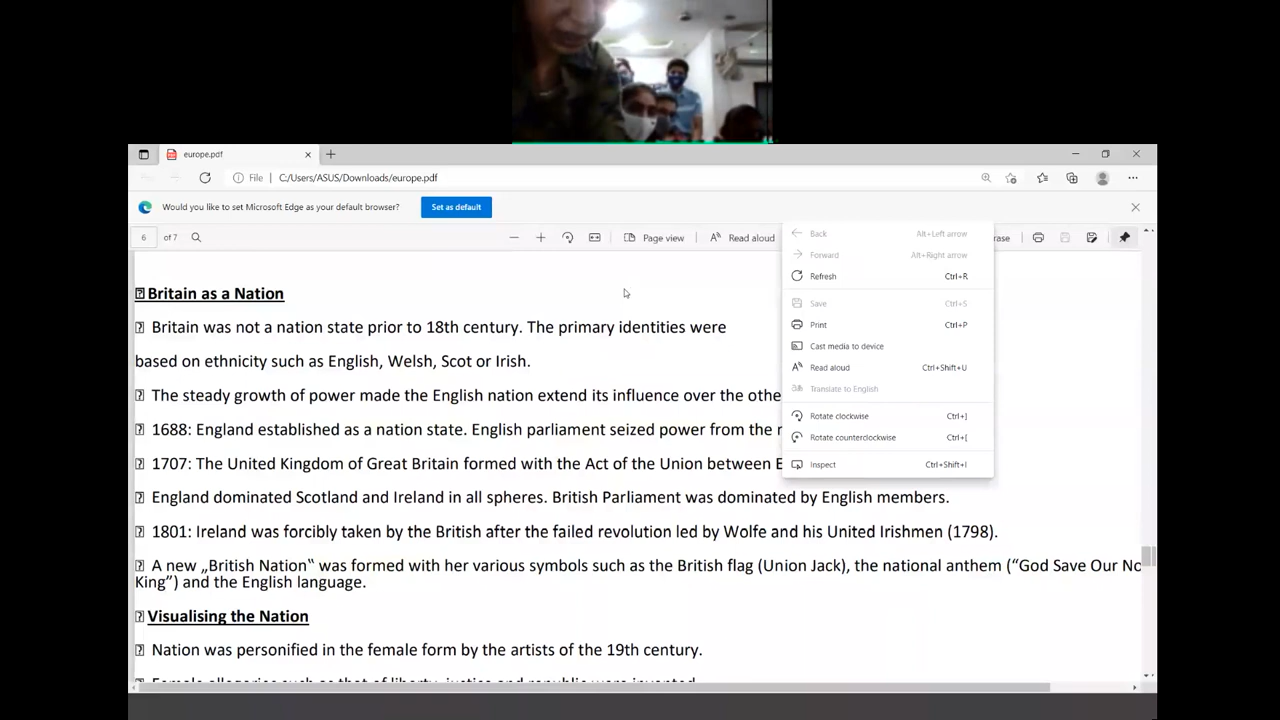 europe.pdf
File C:/Users/ASUS/Downloads/europe.pdf
Would you like to set Microsoft Edge as your default browser? Set as default
6 of 7 Page view Read aloud
Back Alt+Left arrow
Forward Alt+Right arrow
Refresh Ctrl+R
Save Ctrl+S
Print Ctrl+P
Cast media to device
Read aloud Ctrl+Shift+U
Translate to English
Rotate clockwise Ctrl+]
Rotate counterclockwise Ctrl+[
Inspect Ctrl+Shift+I
Britain as a Nation
Britain was not a nation state prior to 18th century. The primary identities were
based on ethnicity such as English, Welsh, Scot or Irish.
The steady growth of power made the English nation extend its influence over the
1688: England established as a nation state. English parliament seized power from the
1707: The United Kingdom of Great Britain formed with the Act of the Union between
England dominated Scotland and Ireland in all spheres. British Parliament was dominated by English members.
1801: Ireland was forcibly taken by the British after the failed revolution led by Wolfe and his United Irishmen (1798).
A new „British Nation‟ was formed with her various symbols such as the British flag (Union Jack), the national anthem (“God Save Our
King”) and the English language.
Visualising the Nation
Nation was personified in the female form by the artists of the 19th century.